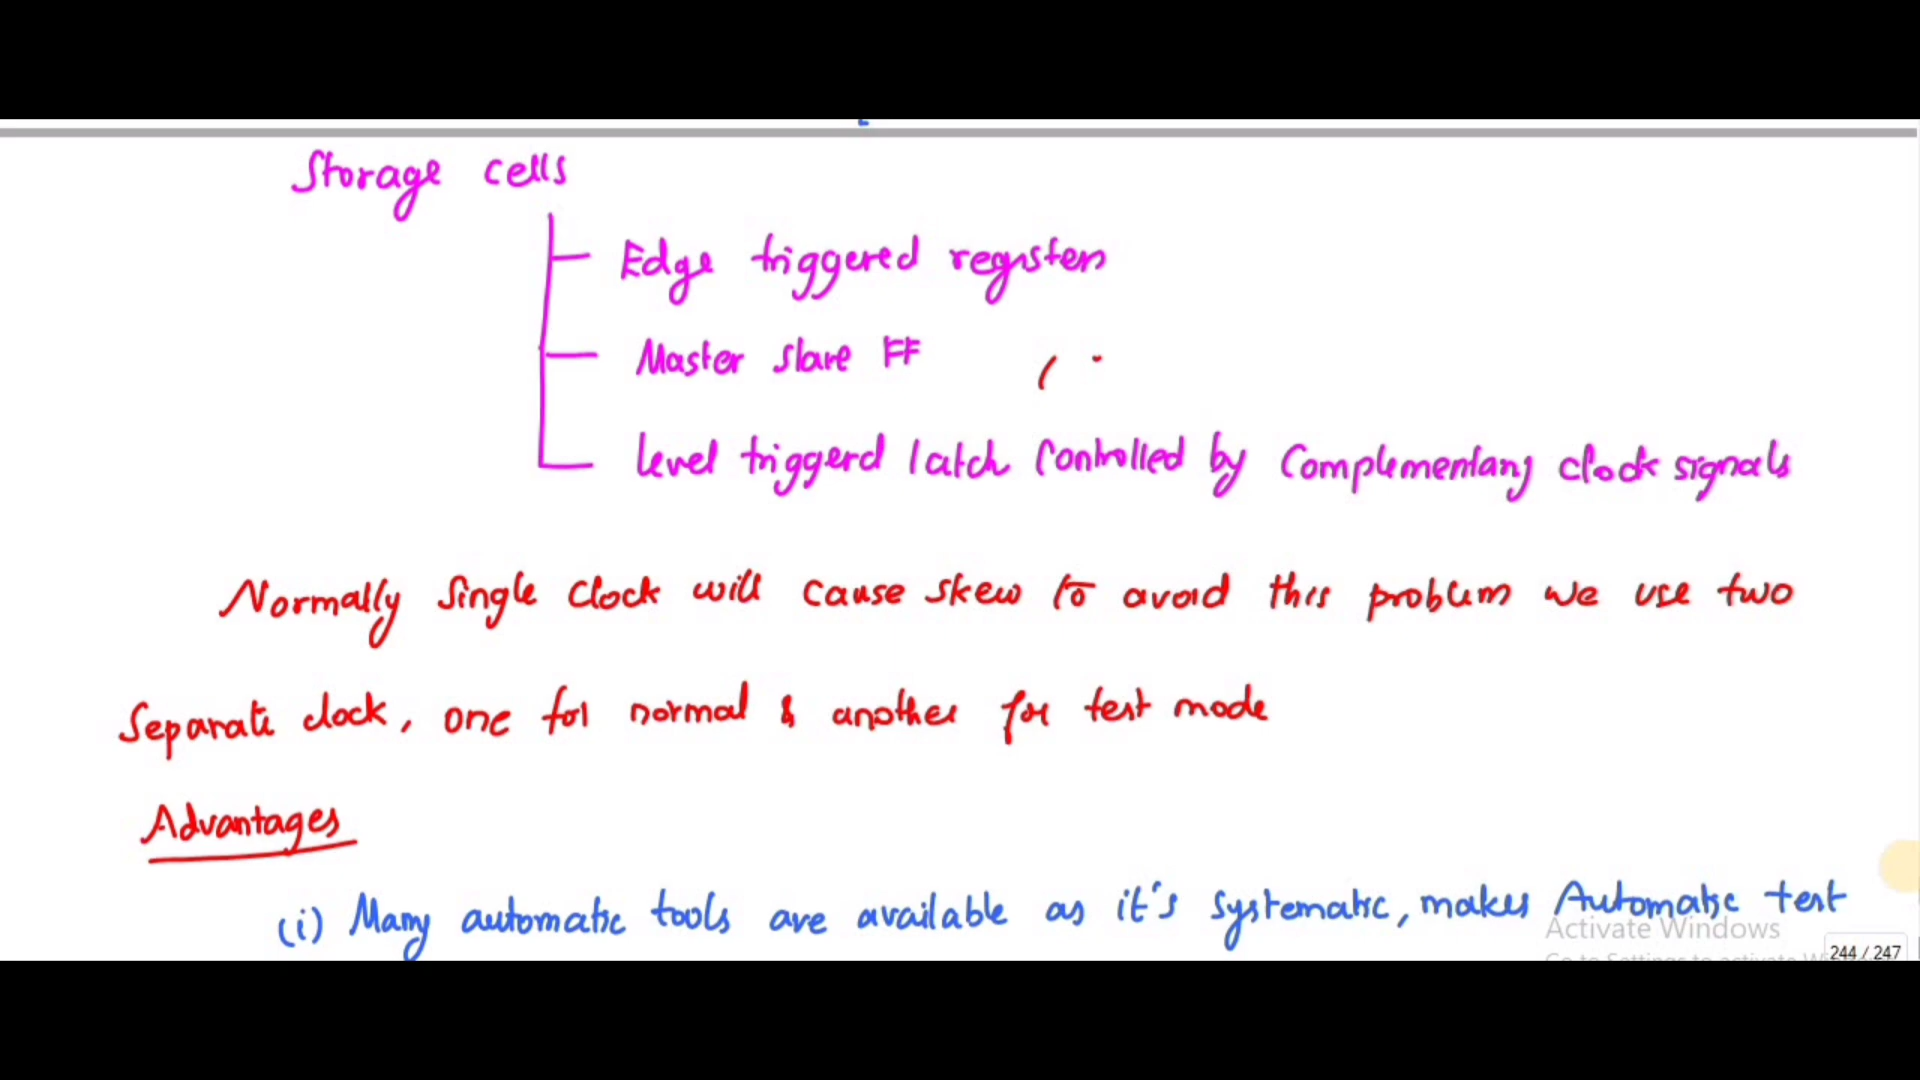 Storage cells
Edge triggered registers
Master slave FF
Level triggerd latch controlled by complementary clock signals
Normally single clock will cause skew to avoid this problem we use two
separate clock, one for normal & another for test mode
Advantages
(i) Many automatic tools are available as it's systematic, makes Automatic test
Activate Windows
244 / 247